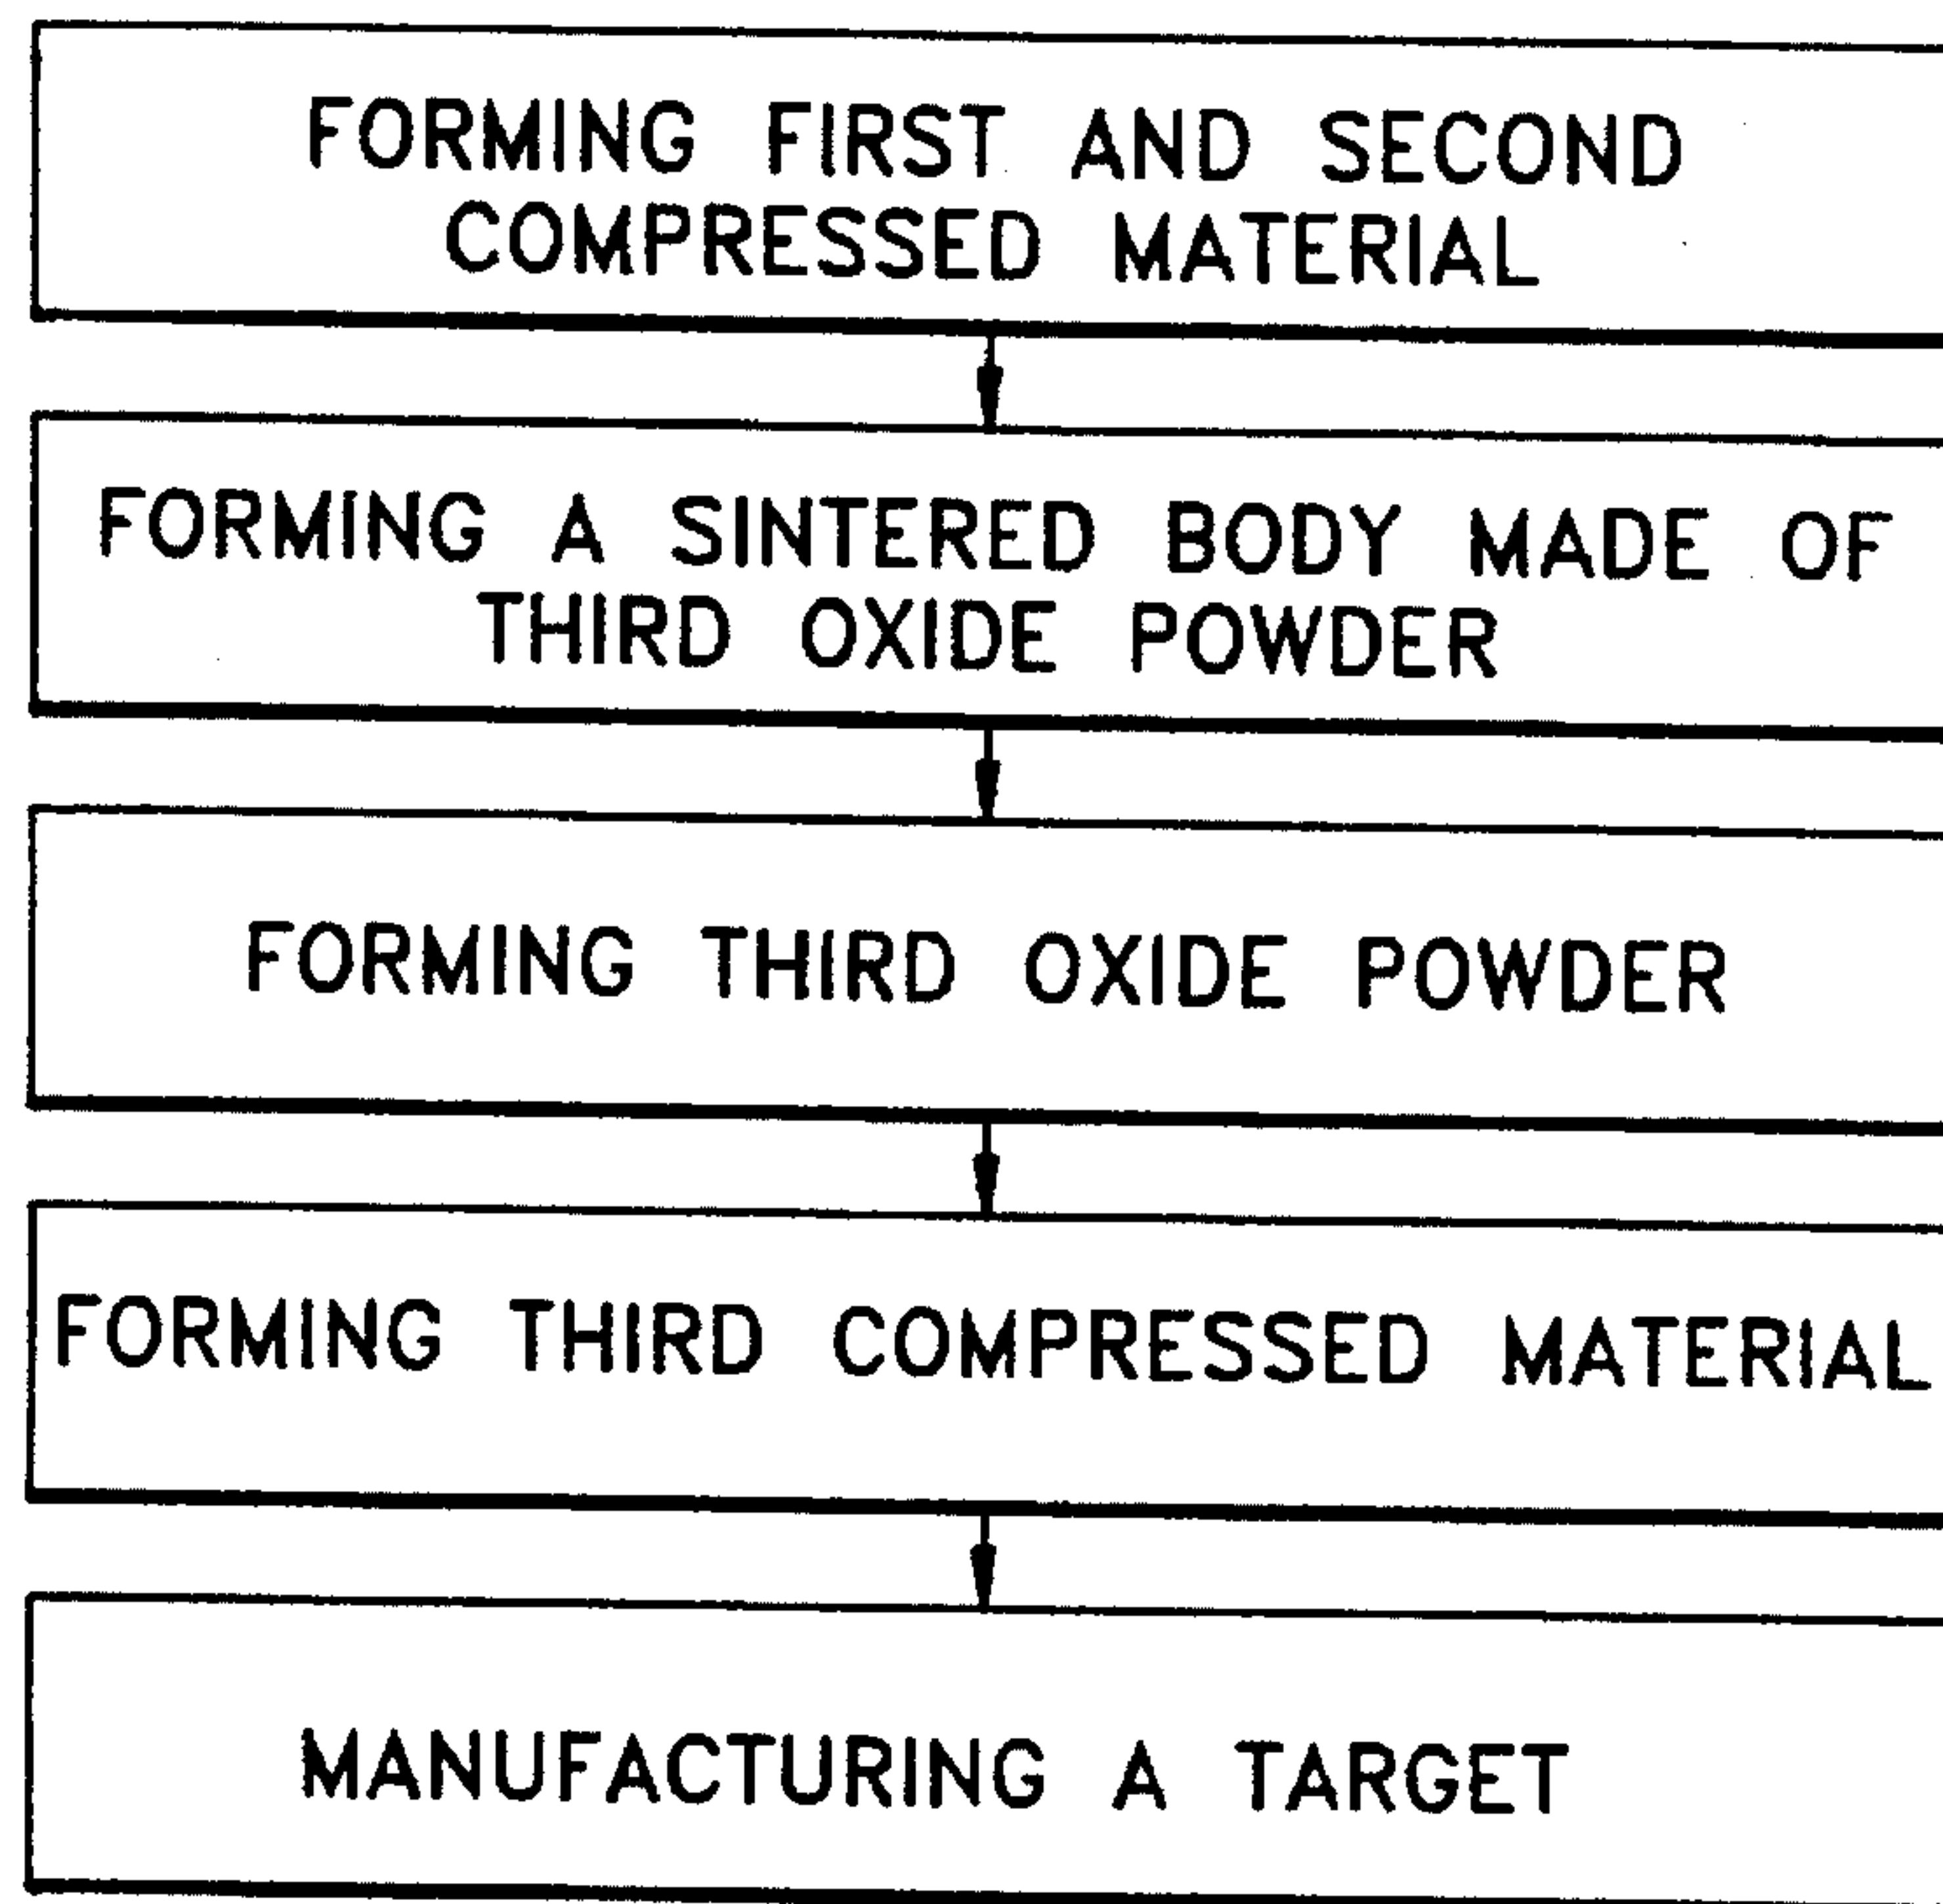 FORMING FIRST AND SECOND
COMPRESSED MATERIAL
FORMING A SINTERED BODY MADE OF
THIRD OXIDE POWDER
FORMING THIRD OXIDE POWDER
FORMING THIRD COMPRESSED MATERIAL
MANUFACTURING A TARGET